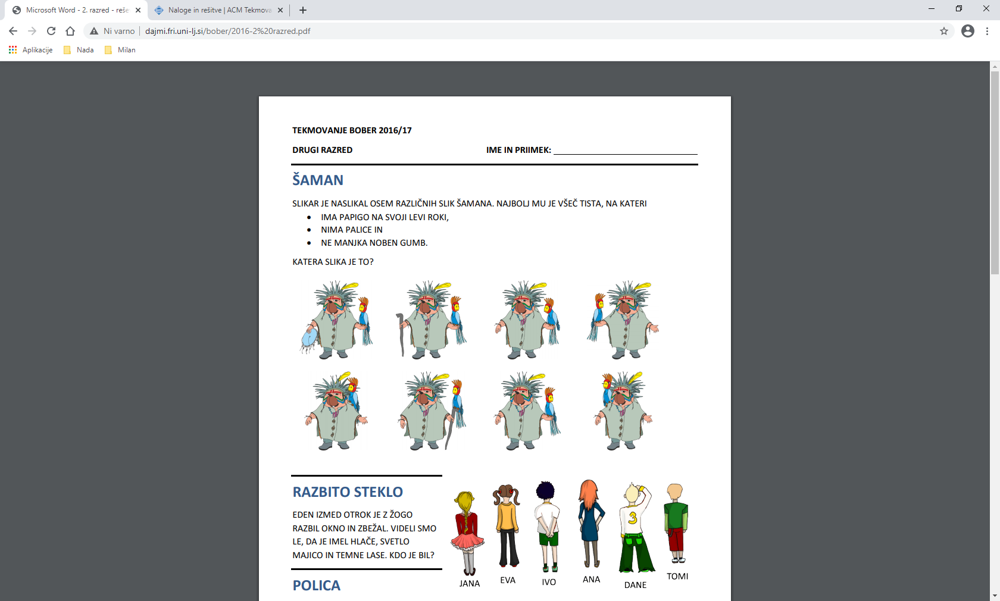 Microsoft Word - 2. razred - reše
Naloge in rešitve | ACM Tekmova
Ni varno
dajmi.fri.uni-lj.si/bober/2016-2%20razred.pdf
Aplikacije
Nada
Milan
TEKMOVANJE BOBER 2016/17
DRUGI RAZRED
IME IN PRIIMEK:
ŠAMAN
SLIKAR JE NASLIKAL OSEM RAZLIČNIH SLIK ŠAMANA. NAJBOLJ MU JE VŠEČ TISTA, NA KATERI
• IMA PAPIGO NA SVOJI LEVI ROKI,
• NIMA PALICE IN
• NE MANJKA NOBEN GUMB.
KATERA SLIKA JE TO?
RAZBITO STEKLO
EDEN IZMED OTROK JE Z ŽOGO
RAZBIL OKNO IN ZBEŽAL. VIDELI SMO
LE, DA JE IMEL HLAČE, SVETLO
MAJICO IN TEMNE LASE. KDO JE BIL?
3
JANA
EVA
IVO
ANA
DANE
TOMI
POLICA